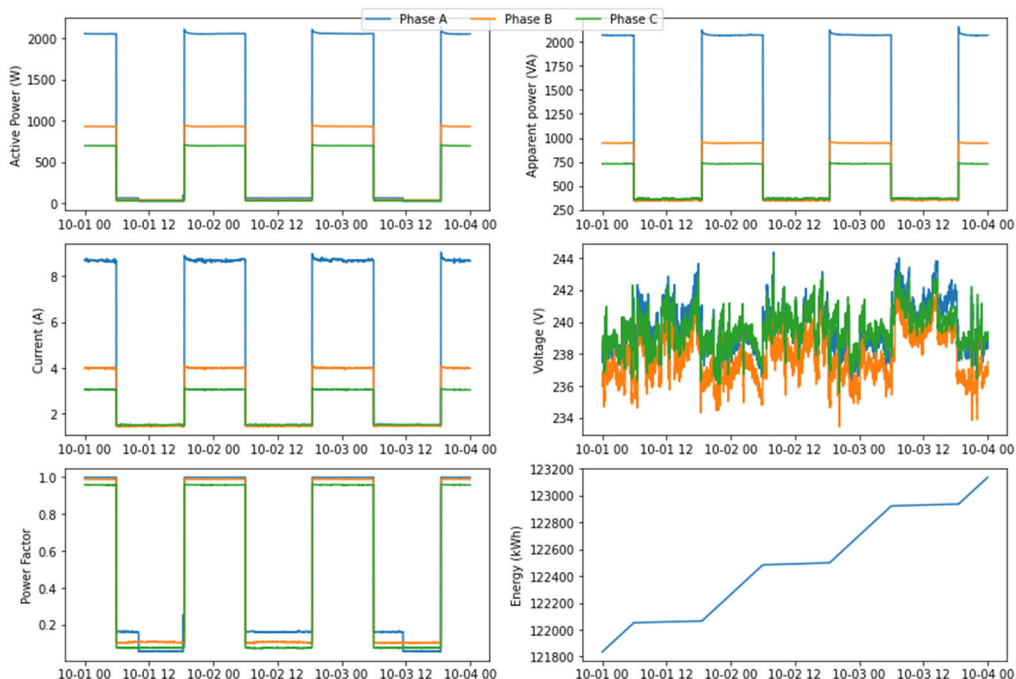 Phase A Phase B Phase C
Active Power (W)
2000
1500
1000
500
0
10-01 00 10-01 12 10-02 00 10-02 12 10-03 00 10-03 12 10-04 00
Apparent power (VA)
2000
1750
1500
1250
1000
750
500
250
10-01 00 10-01 12 10-02 00 10-02 12 10-03 00 10-03 12 10-04 00
Current (A)
8
6
4
2
10-01 00 10-01 12 10-02 00 10-02 12 10-03 00 10-03 12 10-04 00
Voltage (V)
244
242
240
238
236
234
10-01 00 10-01 12 10-02 00 10-02 12 10-03 00 10-03 12 10-04 00
Power Factor
1.0
0.8
0.6
0.4
0.2
10-01 00 10-01 12 10-02 00 10-02 12 10-03 00 10-03 12 10-04 00
Energy (kWh)
123200
123000
122800
122600
122400
122200
122000
121800
10-01 00 10-01 12 10-02 00 10-02 12 10-03 00 10-03 12 10-04 00